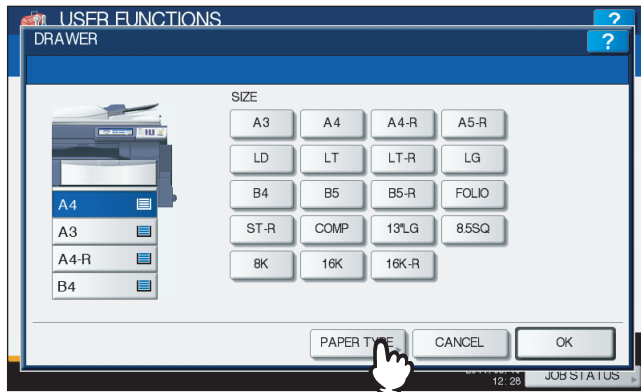 USER FUNCTIONS
?
DRAWER
?
SIZE
A3 A4 A4-R A5-R
LD LT LT-R LG
B4 B5 B5-R FOLIO
ST-R COMP 13"LG 8.5SQ
8K 16K 16K-R
A4
A3
A4-R
B4
PAPER TYPE CANCEL OK
12:28 JOB STATUS